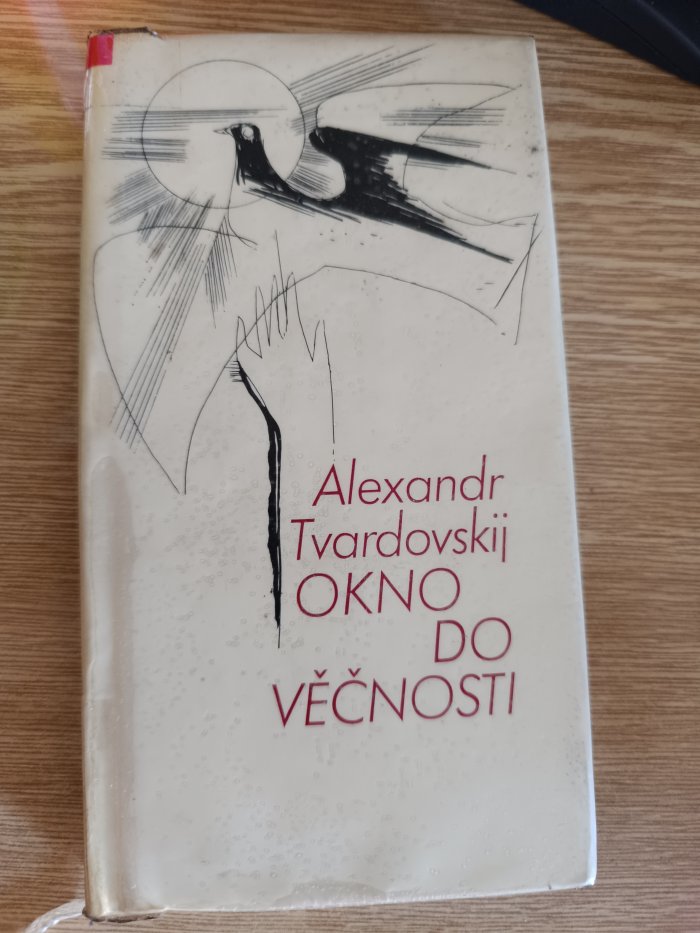 Alexandr
Tvardovskij
OKNO
DO
VĚČNOSTI